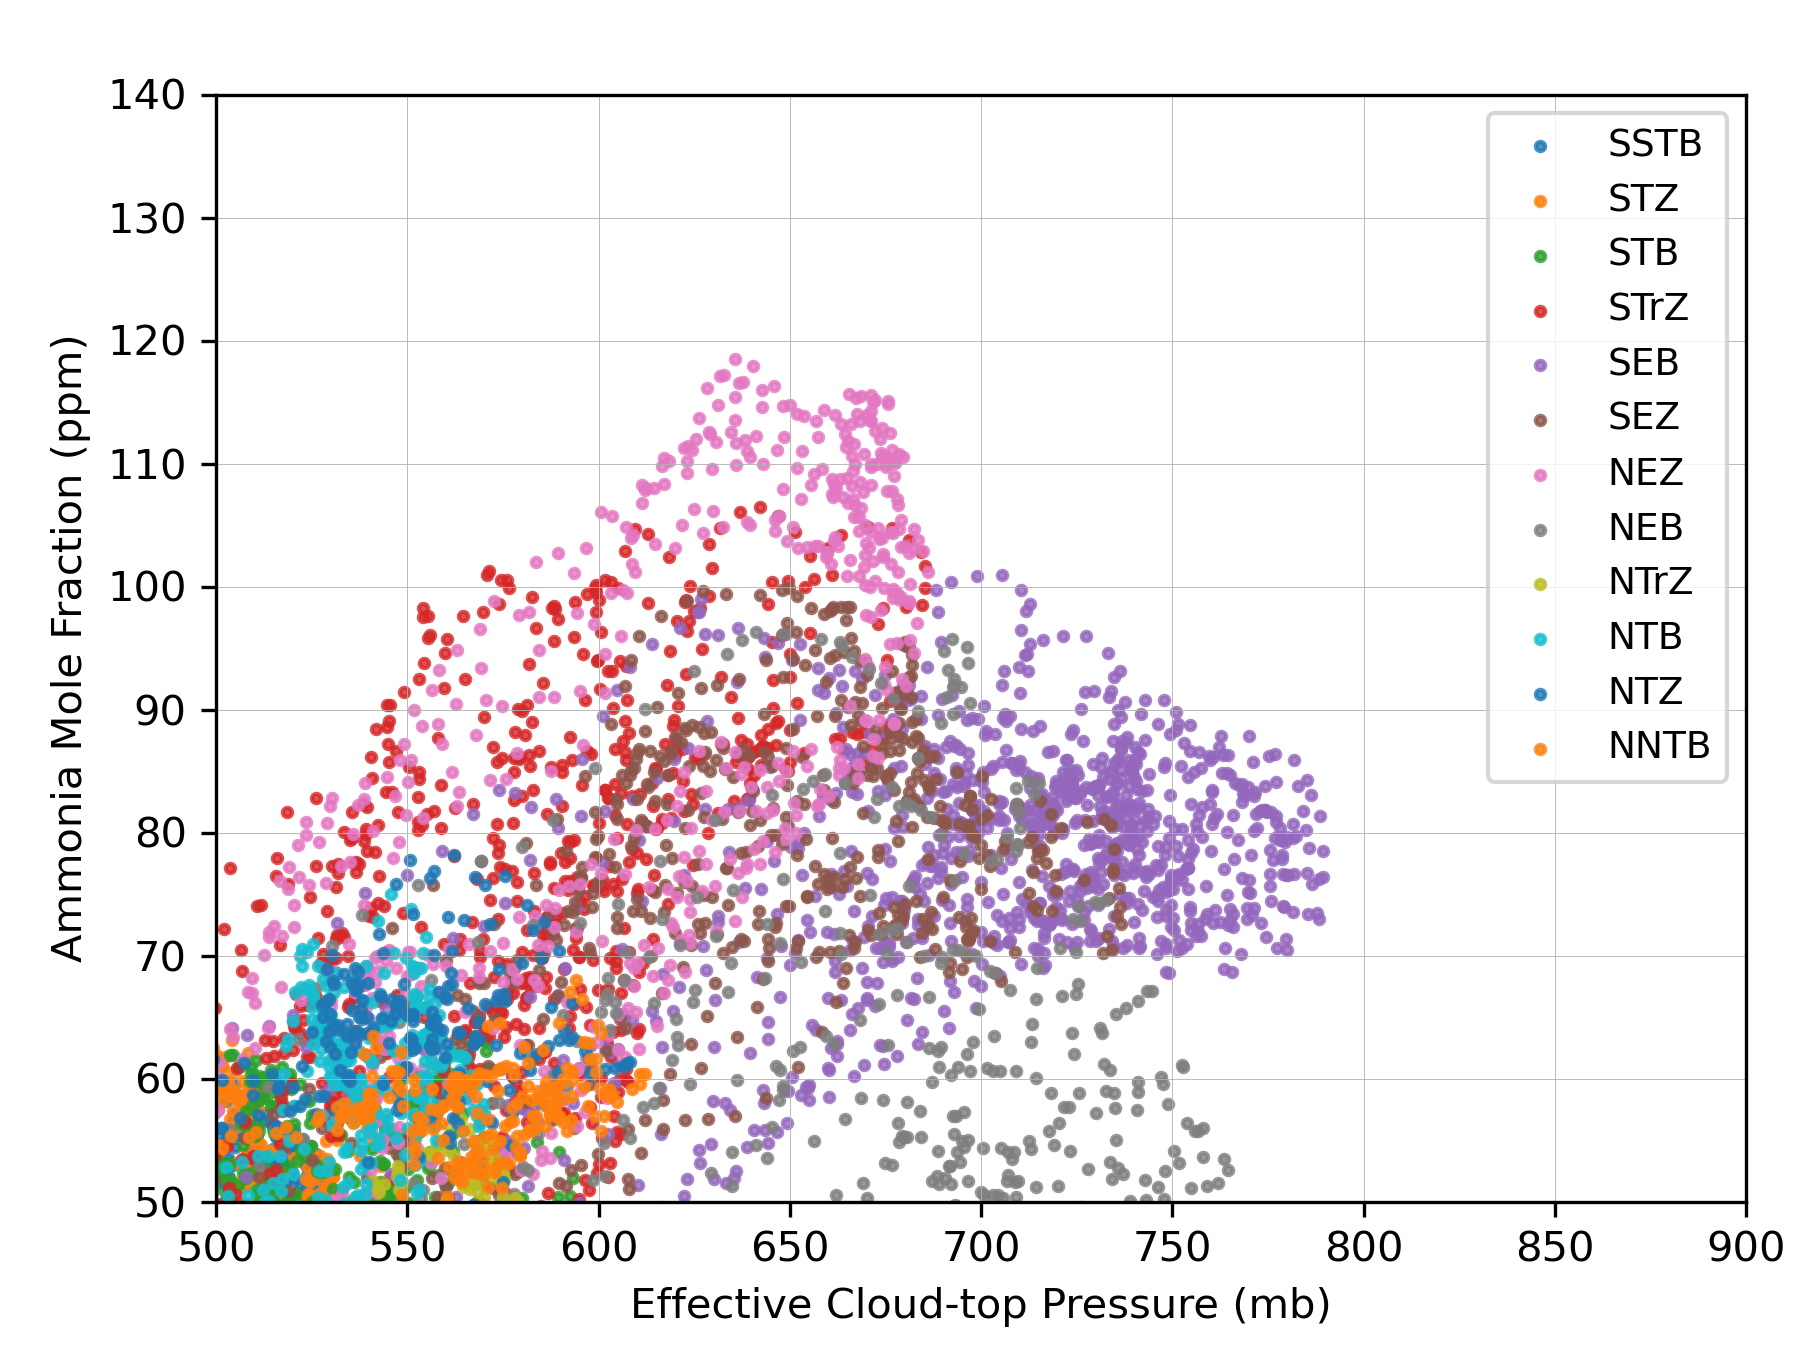 140
130
120
110
100
90
80
70
60
50
Ammonia Mole Fraction (ppm)
SSTB
STZ
STB
STrZ
SEB
SEZ
NEZ
NEB
NTrZ
NTB
NTZ
NNTB
500 550 600 650 700 750 800 850 900
Effective Cloud-top Pressure (mb)